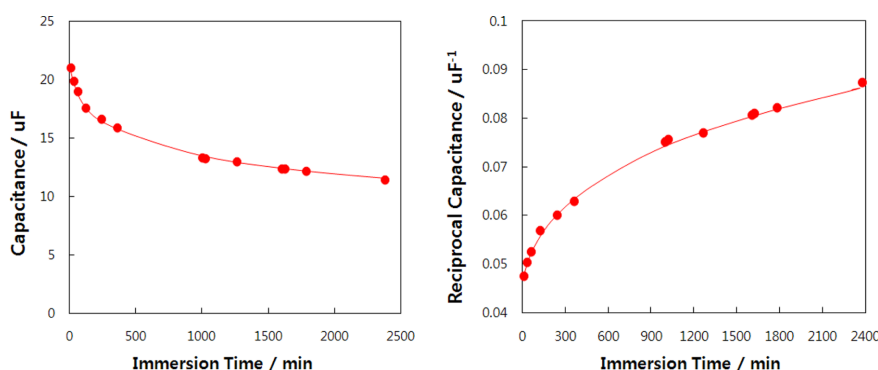 Capacitance / uF
25
20
15
10
5
0
0 500 1000 1500 2000 2500
Immersion Time / min
Reciprocal Capacitance / uF-1
0.1
0.09
0.08
0.07
0.06
0.05
0.04
0 300 600 900 1200 1500 1800 2100 2400
Immersion Time / min